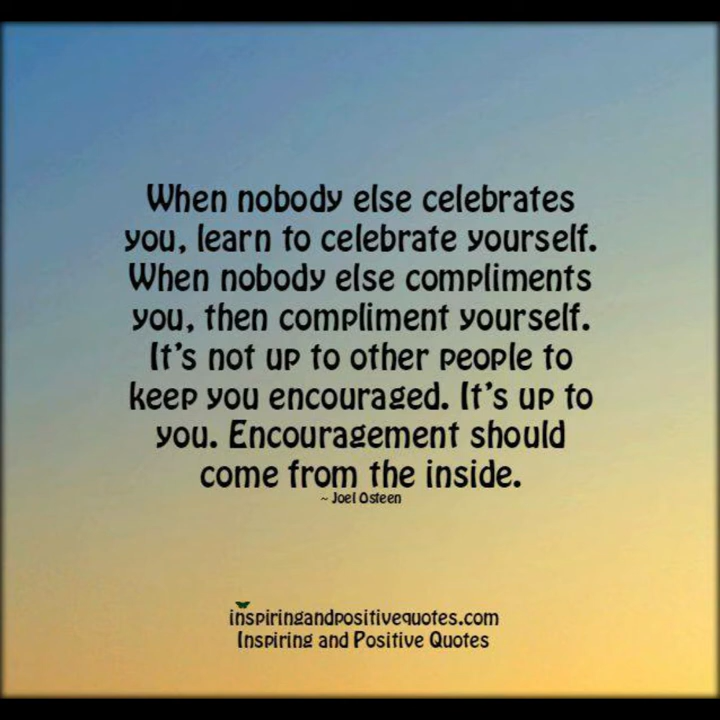 When nobody else celebrates
you, learn to celebrate yourself.
When nobody else compliments
you, then compliment yourself.
It's not up to other people to
keep you encouraged. It's up to
you. Encouragement should
come from the inside.
~ Joel Osteen
inspiringandpositivequotes.com
Inspiring and Positive Quotes